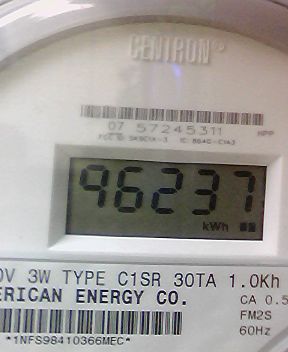 CENTRON
07 57245311
HPP
96237
kWh
0V 3W TYPE C1SR 30TA 1.0Kh
ERICAN ENERGY CO.
CA 0.5
FM2S
60Hz
*1NFS98410366MEC*